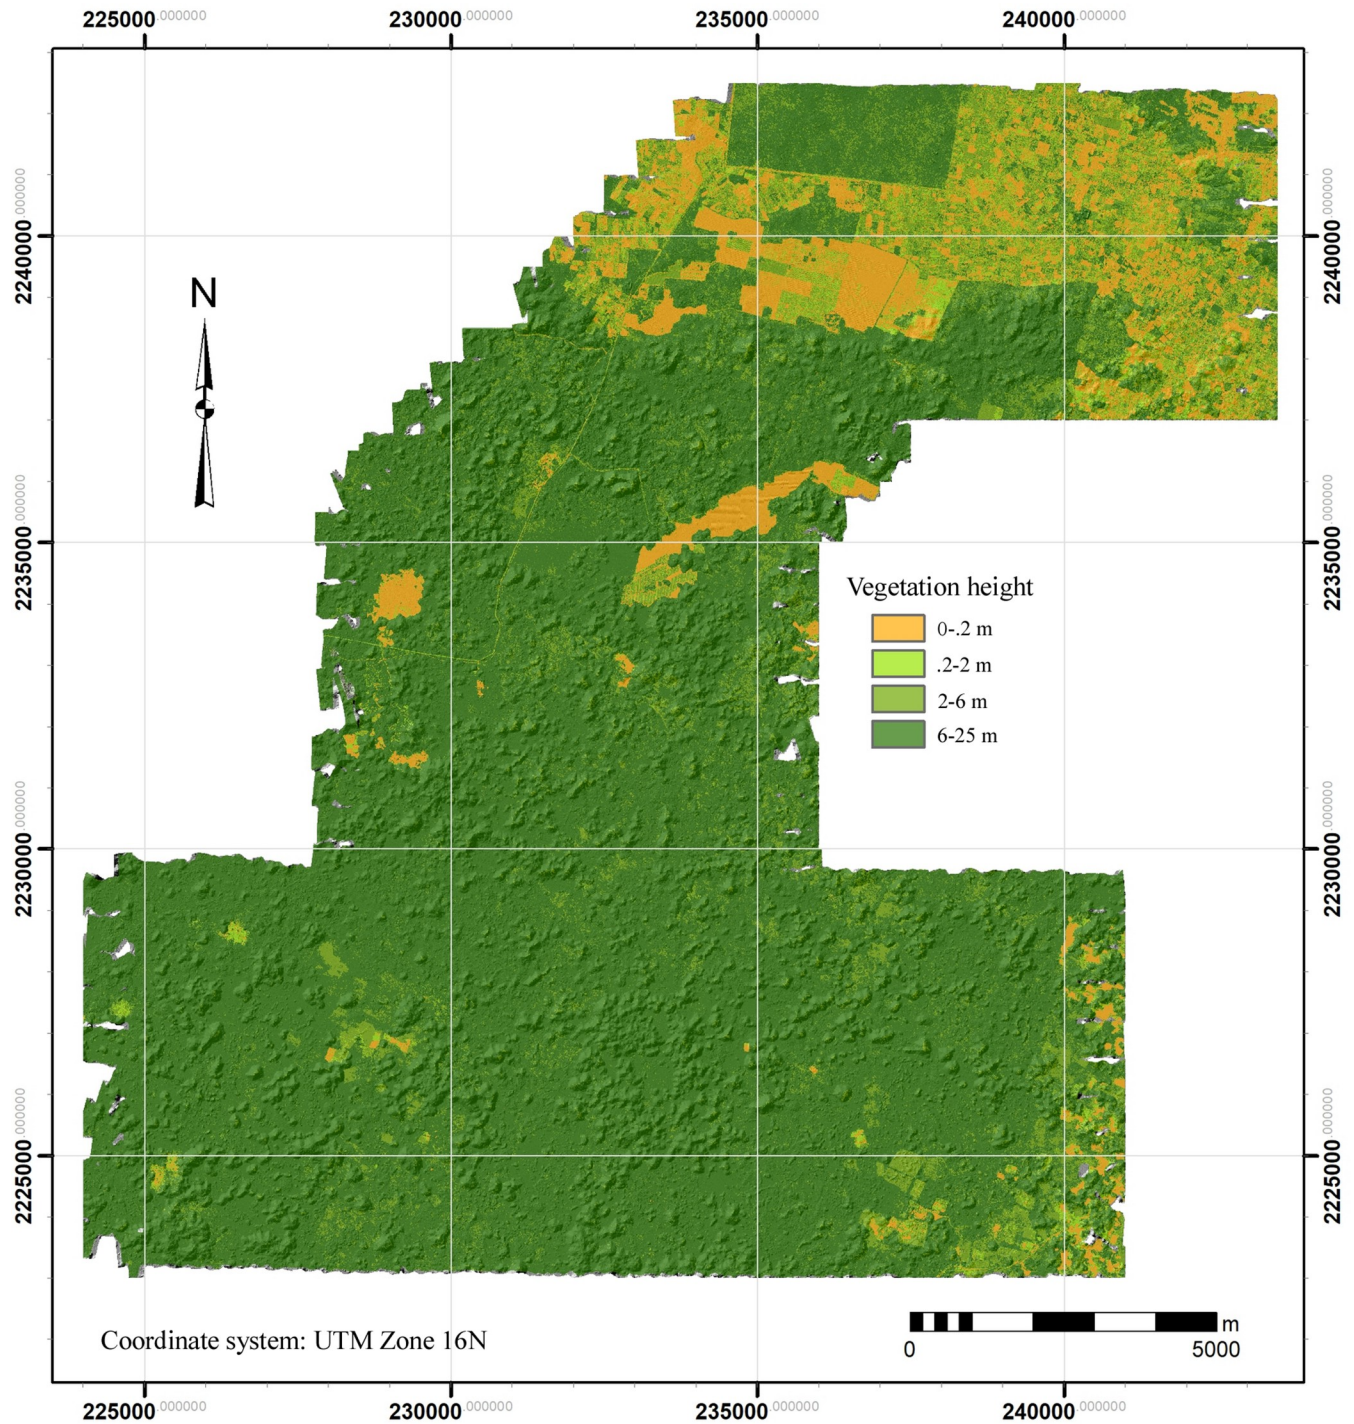 225000.000000 230000.000000 235000.000000 240000.000000
2240000.000000
2240000.000000
N
2235000.000000
2235000.000000
Vegetation height
0-.2 m
.2-2 m
2-6 m
6-25 m
2230000.000000
2230000.000000
2225000.000000
2225000.000000
Coordinate system: UTM Zone 16N
m
0 5000
225000.000000 230000.000000 235000.000000 240000.000000